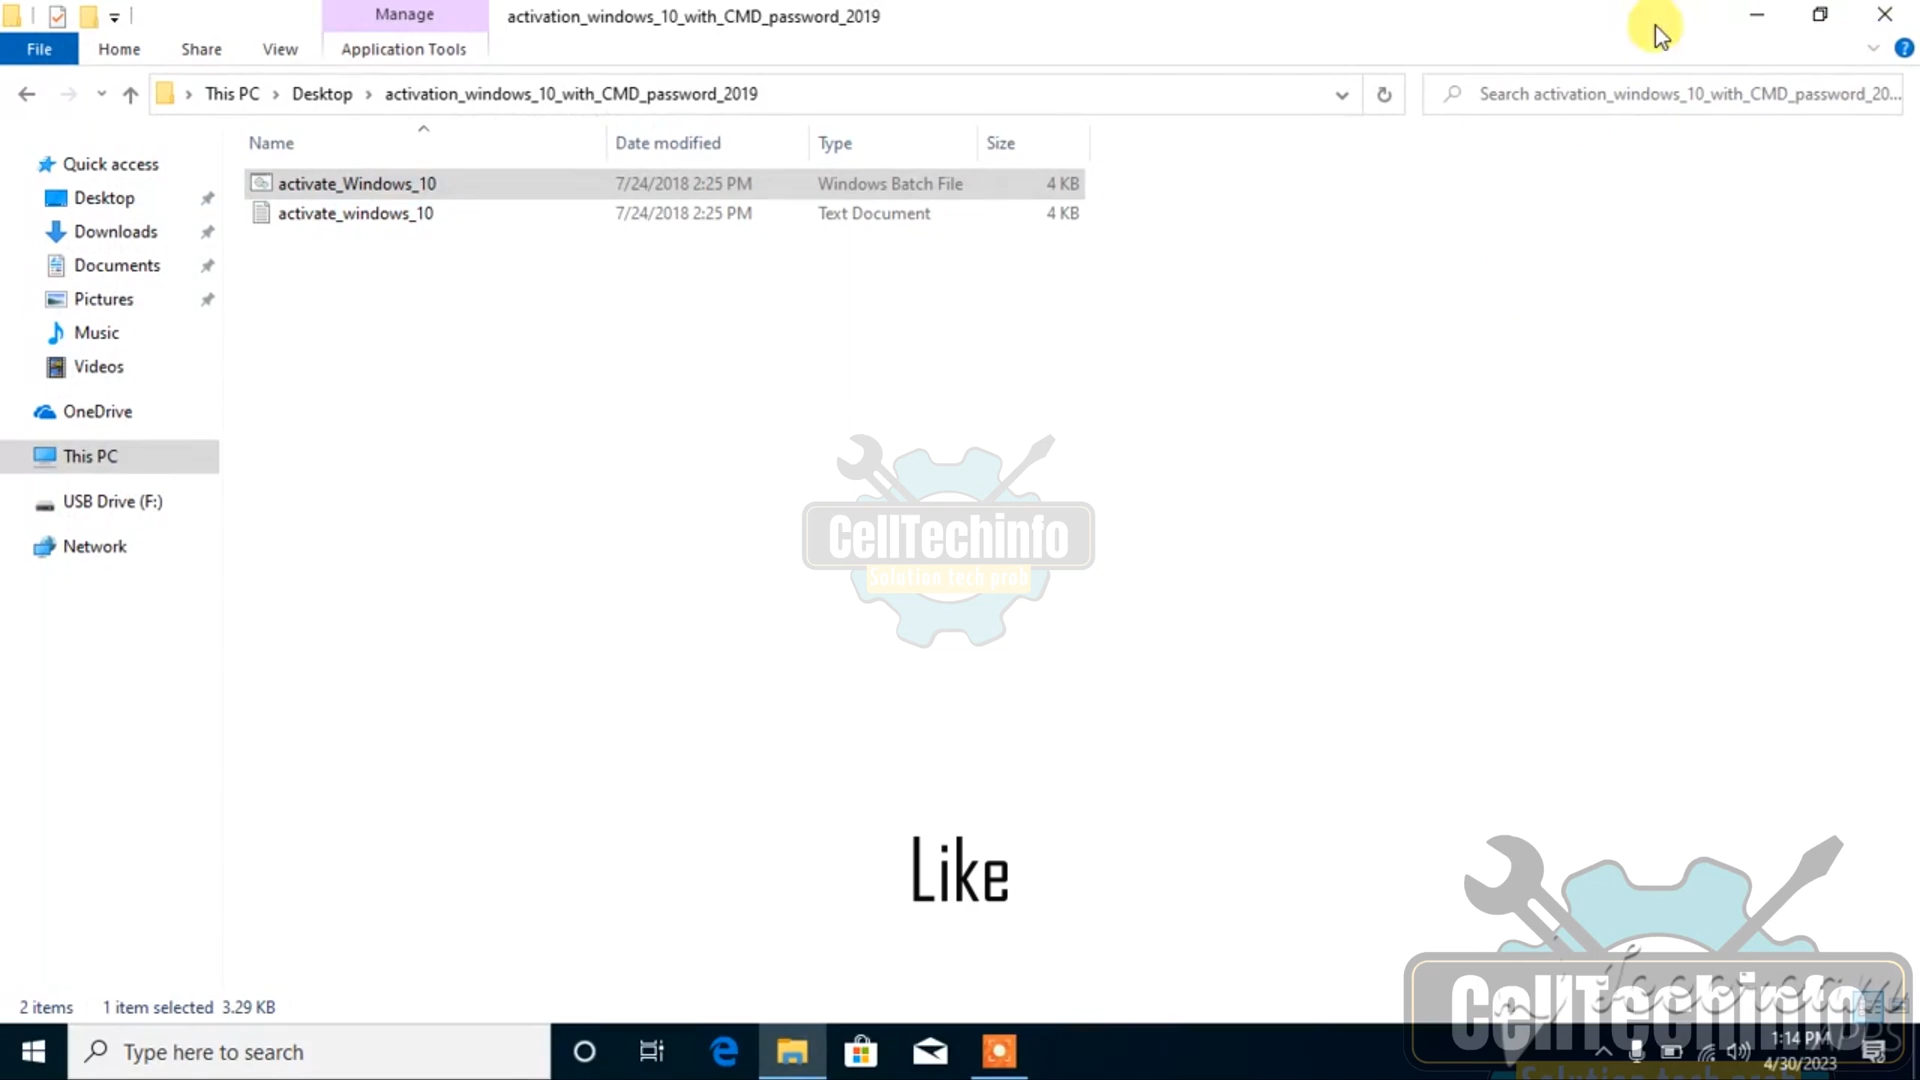 Manage
activation_windows_10_with_CMD_password_2019
File
Home
Share
View
Application Tools
This PC
Desktop
activation_windows_10_with_CMD_password_2019
Search activation_windows_10_with_CMD_password_20...
Name
Date modified
Type
Size
activate_Windows_10
7/24/2018 2:25 PM
Windows Batch File
4 KB
activate_windows_10
7/24/2018 2:25 PM
Text Document
4 KB
Quick access
Desktop
Downloads
Documents
Pictures
Music
Videos
OneDrive
This PC
USB Drive (F:)
Network
CellTechinfo
Solution tech prob
Like
2 items
1 item selected 3.29 KB
CellTechinfo
Type here to search
1:14 PM
4/30/2023